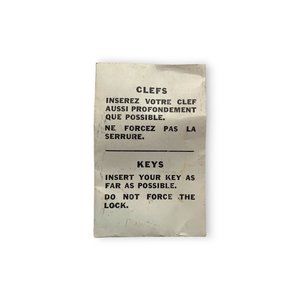 CLEFS
INSEREZ VOTRE CLEF
AUSSI PROFONDEMENT
QUE POSSIBLE.
NE FORCEZ PAS LA
SERRURE.
KEYS
INSERT YOUR KEY AS
FAR AS POSSIBLE.
DO NOT FORCE THE
LOCK.